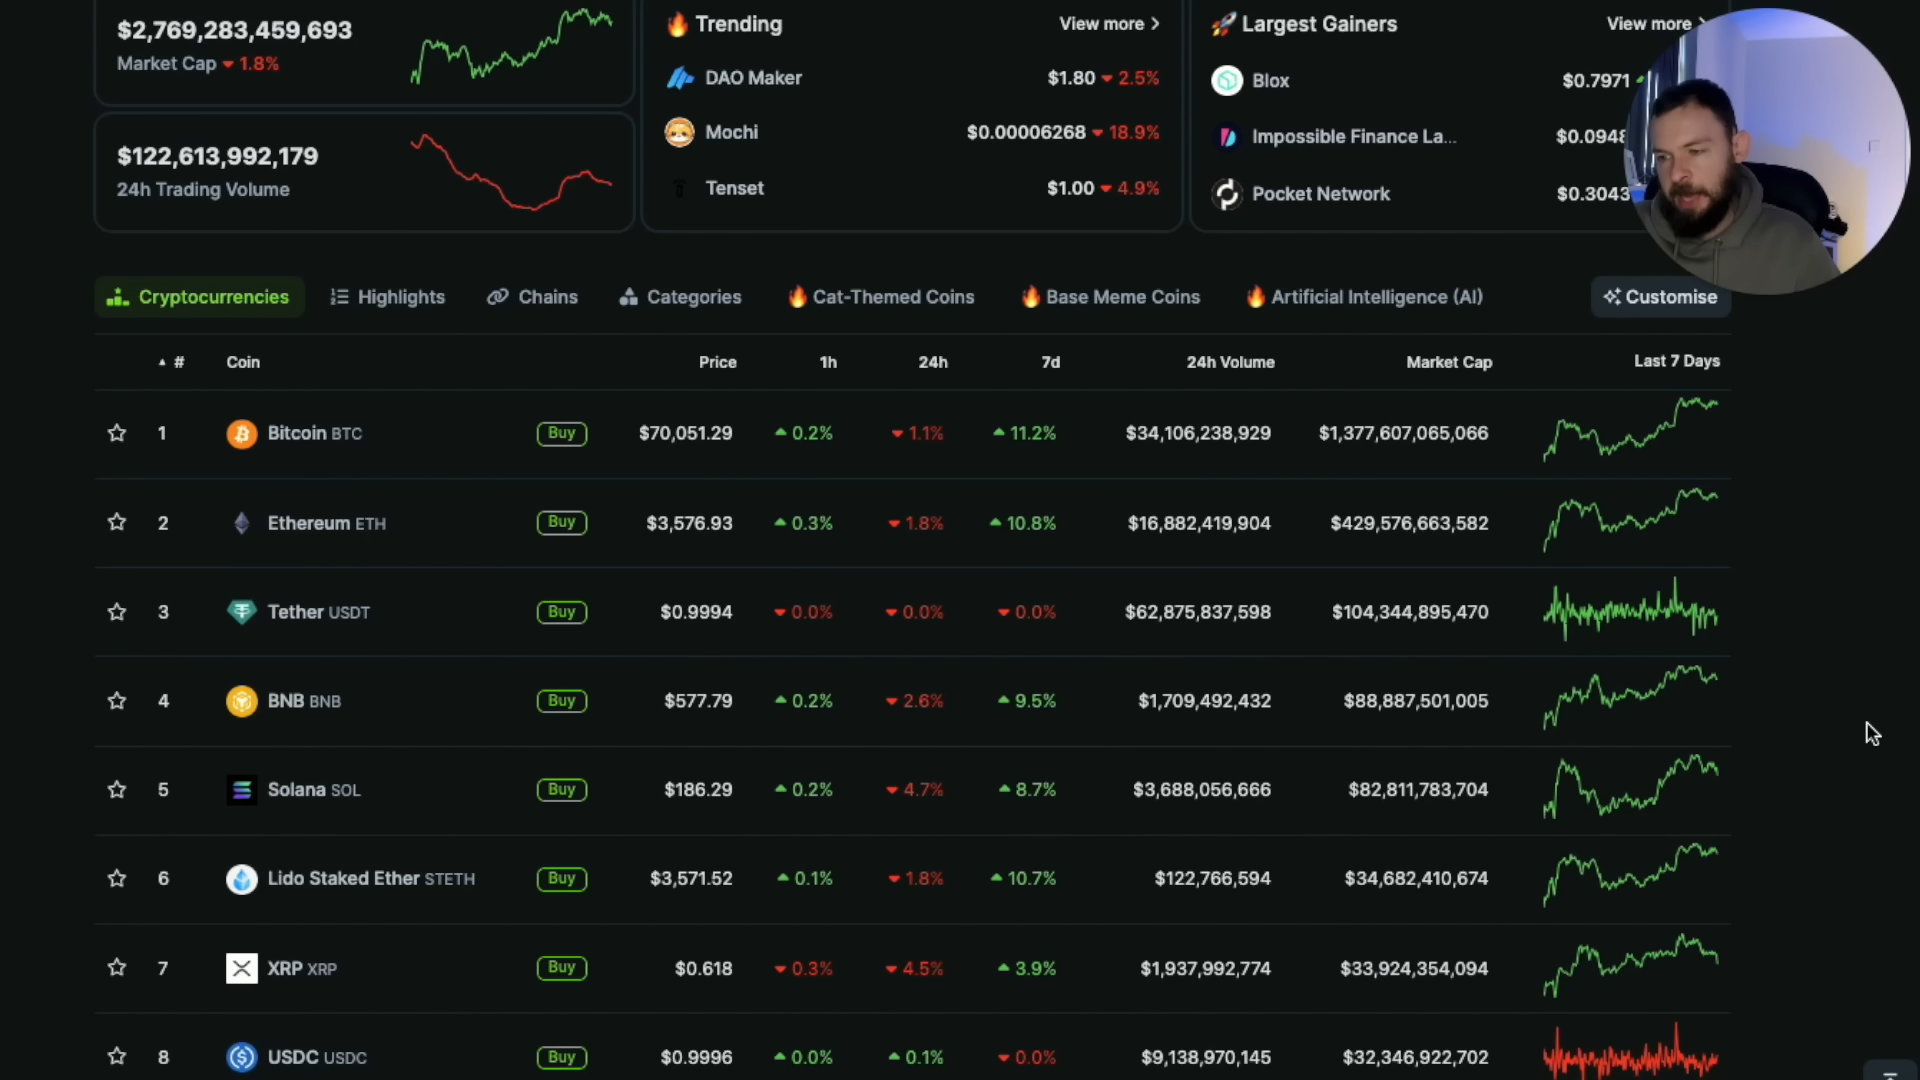 $2,769,283,459,693
Market Cap 1.8%
$122,613,992,179
24h Trading Volume
Trending View more
DAO Maker $1.80 2.5%
Mochi $0.00006268 18.9%
Tenset $1.00 4.9%
Largest Gainers View more
Blox $0.7971
Impossible Finance La... $0.0948
Pocket Network $0.3043
Cryptocurrencies Highlights Chains Categories Cat-Themed Coins Base Meme Coins Artificial Intelligence (AI) Customise
# Coin Price 1h 24h 7d 24h Volume Market Cap Last 7 Days
1 Bitcoin BTC Buy $70,051.29 0.2% 1.1% 11.2% $34,106,238,929 $1,377,607,065,066
2 Ethereum ETH Buy $3,576.93 0.3% 1.8% 10.8% $16,882,419,904 $429,576,663,582
3 Tether USDT Buy $0.9994 0.0% 0.0% 0.0% $62,875,837,598 $104,344,895,470
4 BNB BNB Buy $577.79 0.2% 2.6% 9.5% $1,709,492,432 $88,887,501,005
5 Solana SOL Buy $186.29 0.2% 4.7% 8.7% $3,688,056,666 $82,811,783,704
6 Lido Staked Ether STETH Buy $3,571.52 0.1% 1.8% 10.7% $122,766,594 $34,682,410,674
7 XRP XRP Buy $0.618 0.3% 4.5% 3.9% $1,937,992,774 $33,924,354,094
8 USDC USDC Buy $0.9996 0.0% 0.1% 0.0% $9,138,970,145 $32,346,922,702